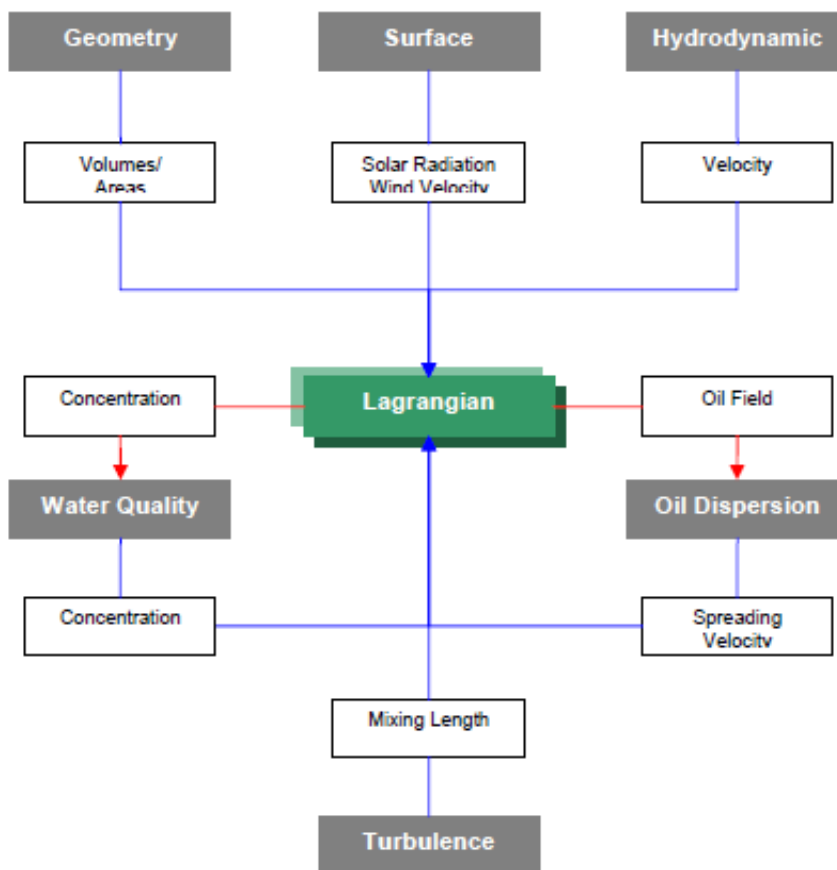 Geometry
Surface
Hydrodynamic
Volumes/
Areas
Solar Radiation
Wind Velocity
Velocity
Concentration
Lagrangian
Oil Field
Water Quality
Oil Dispersion
Concentration
Spreading
Velocity
Mixing Length
Turbulence